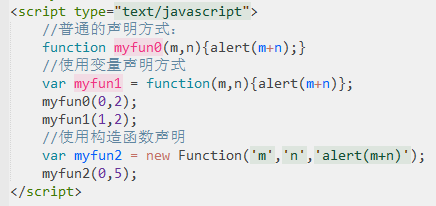 <script type="text/javascript">
//普通的声明方式:
function myfun0(m,n){alert(m+n);}
//使用变量声明方式
var myfun1 = function(m,n){alert(m+n)};
myfun0(0,2);
myfun1(1,2);
//使用构造函数声明
var myfun2 = new Function('m','n','alert(m+n)');
myfun2(0,5);
</script>